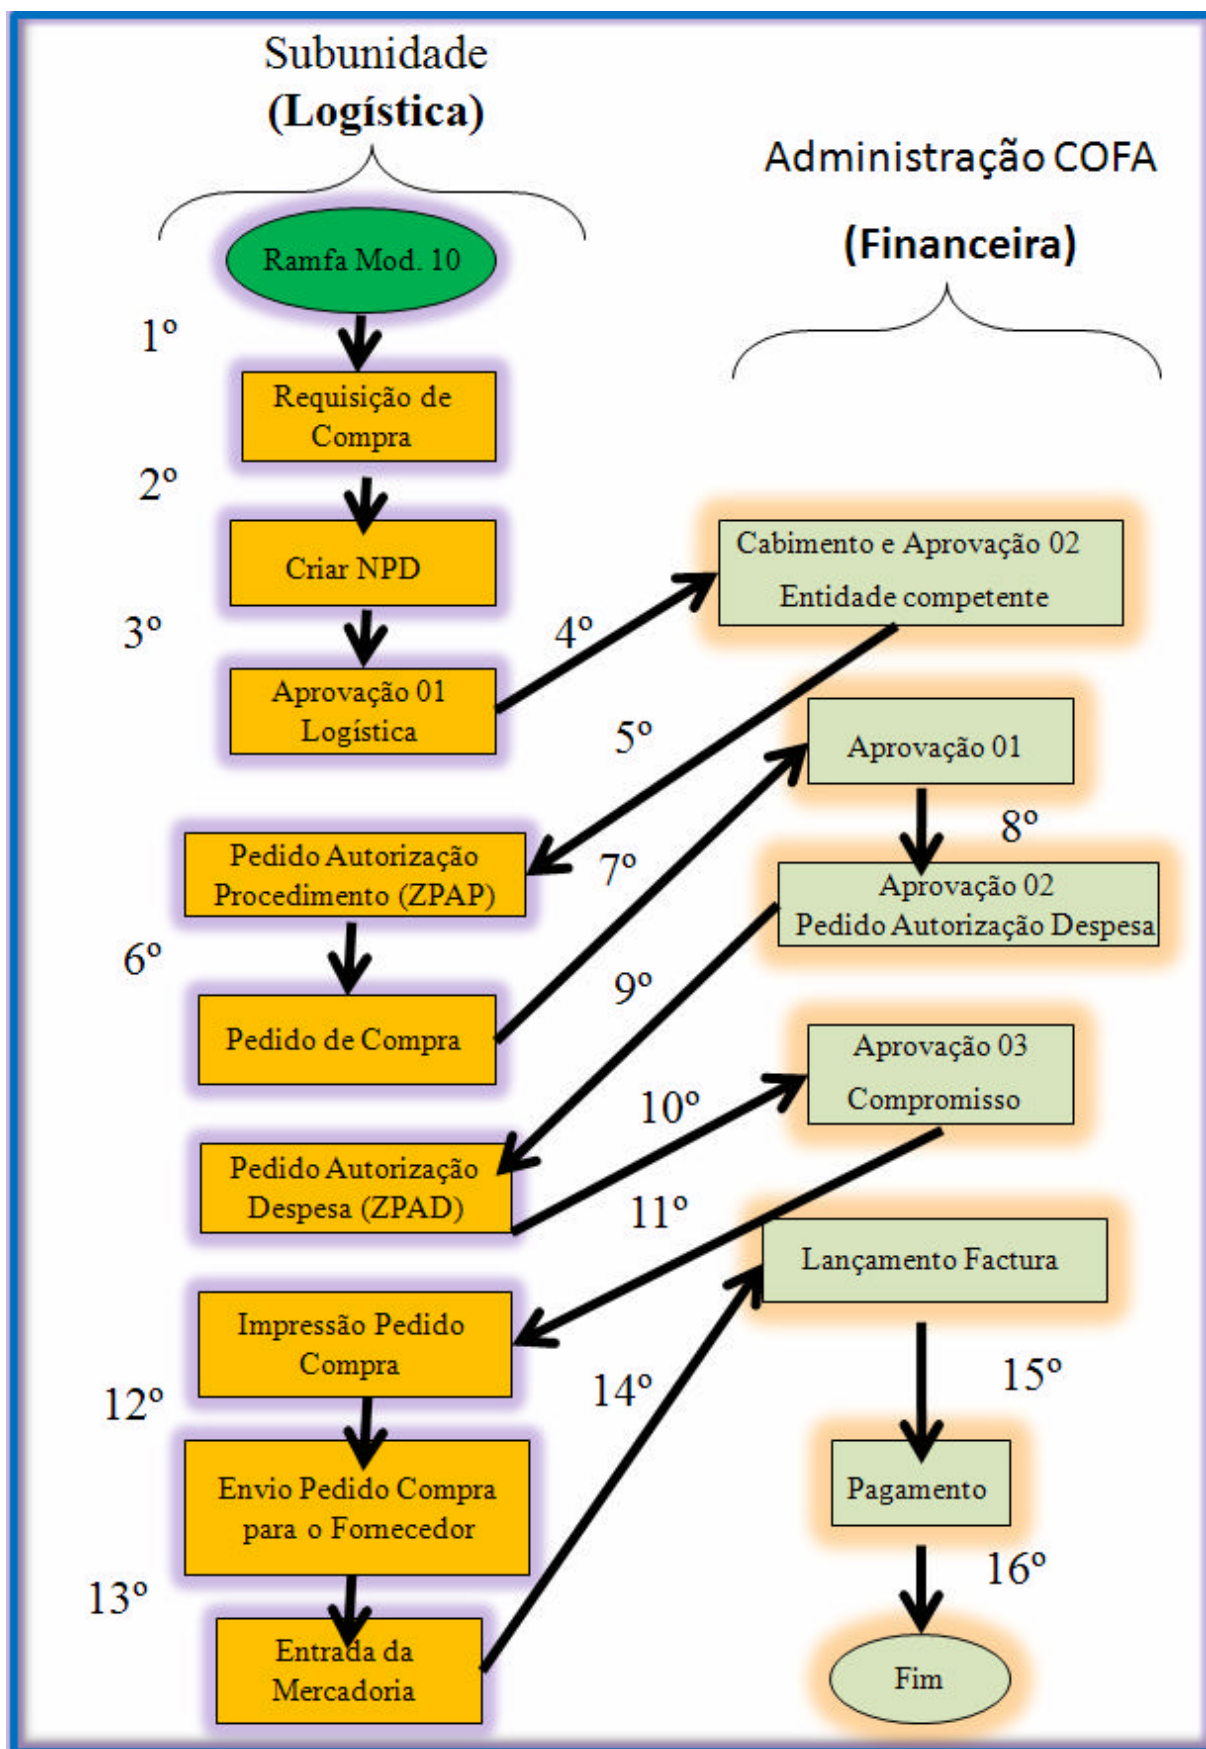 Subunidade
(Logística)
Administração COFA
(Financeira)
Ramfa Mod. 10
1º
Requisição de
Compra
2º
Criar NPD
3º
Aprovação 01
Logística
4º
Cabimento e Aprovação 02
Entidade competente
5º
Pedido Autorização
Procedimento (ZPAP)
6º
Pedido de Compra
7º
Aprovação 01
8º
Aprovação 02
Pedido Autorização Despesa
9º
Pedido Autorização
Despesa (ZPAD)
10º
Aprovação 03
Compromisso
11º
Impressão Pedido
Compra
12º
Envio Pedido Compra
para o Fornecedor
13º
Entrada da
Mercadoria
14º
Lançamento Factura
15º
Pagamento
16º
Fim